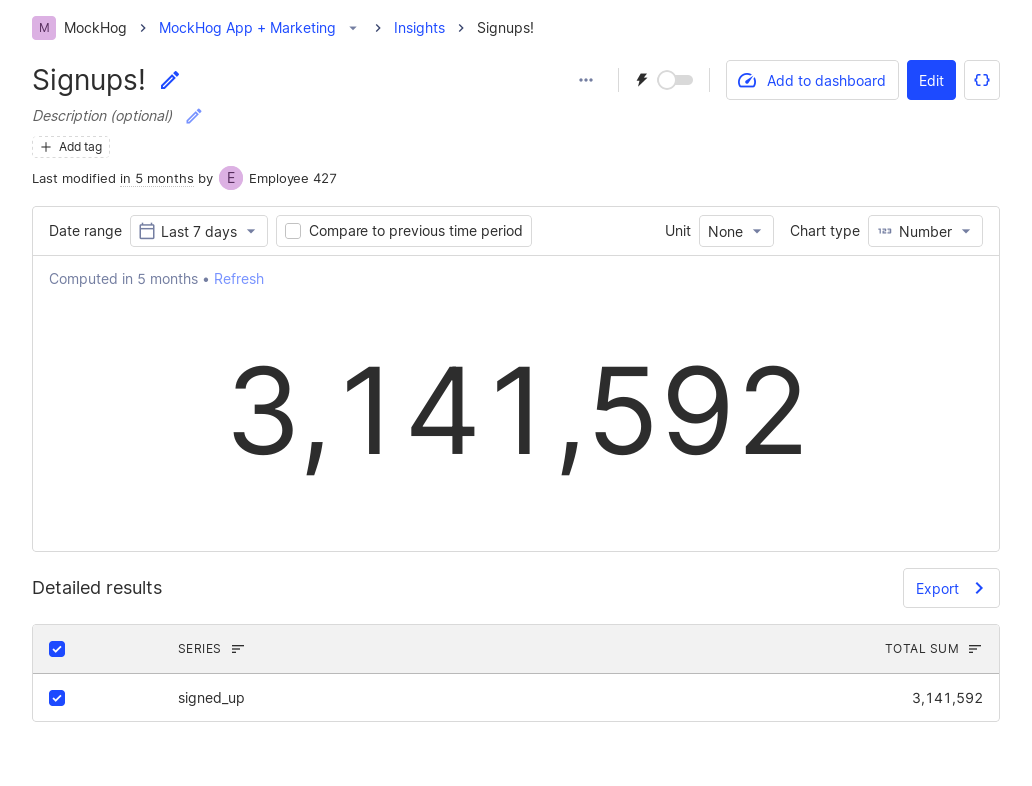 M MockHog > MockHog App + Marketing > Insights > Signups!
Signups!
Add to dashboard
Edit
Description (optional)
Add tag
Last modified in 5 months by E Employee 427
Date range Last 7 days Compare to previous time period Unit None Chart type 123 Number
Computed in 5 months • Refresh
3,141,592
Detailed results
Export
SERIES TOTAL SUM
signed_up 3,141,592